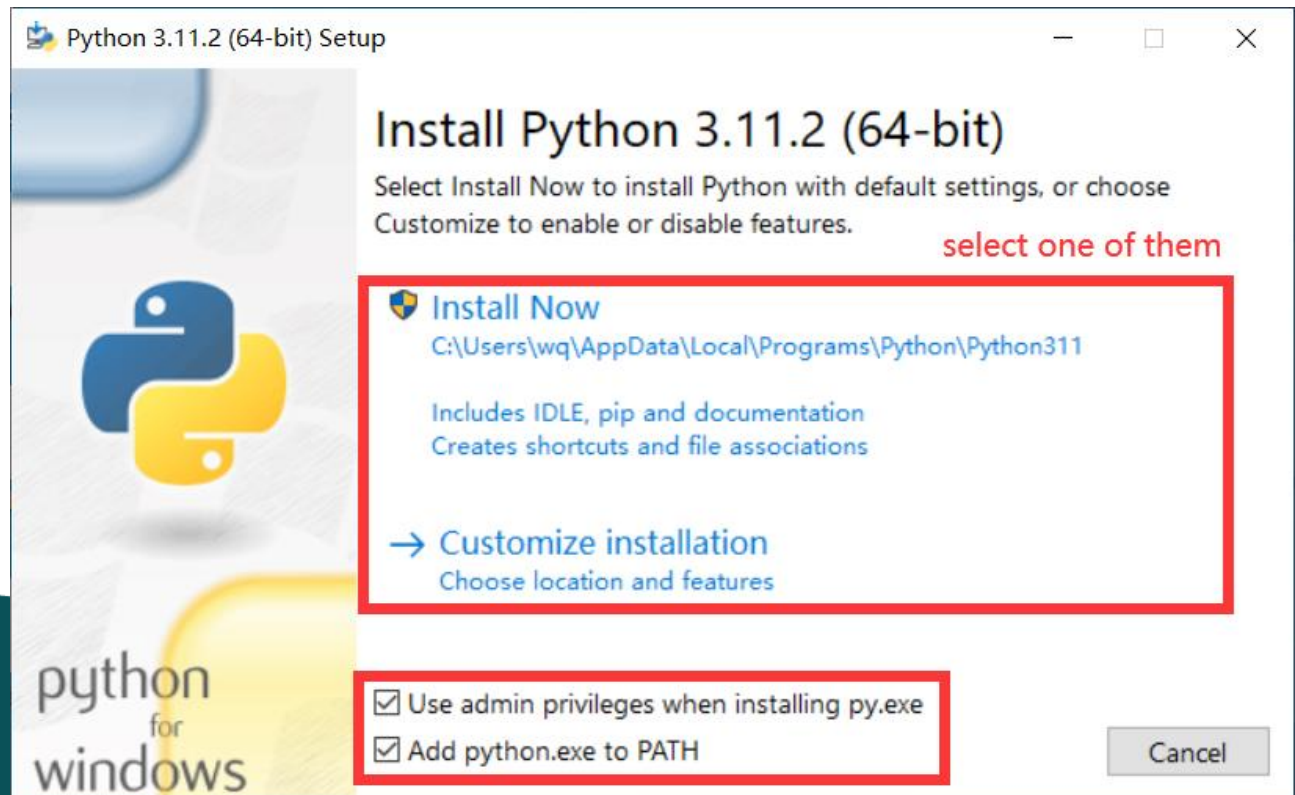 Python 3.11.2 (64-bit) Setup
Install Python 3.11.2 (64-bit)
Select Install Now to install Python with default settings, or choose
Customize to enable or disable features.
select one of them
Install Now
C:\Users\wq\AppData\Local\Programs\Python\Python311
Includes IDLE, pip and documentation
Creates shortcuts and file associations
→ Customize installation
Choose location and features
python
for
windows
Use admin privileges when installing py.exe
Add python.exe to PATH
Cancel